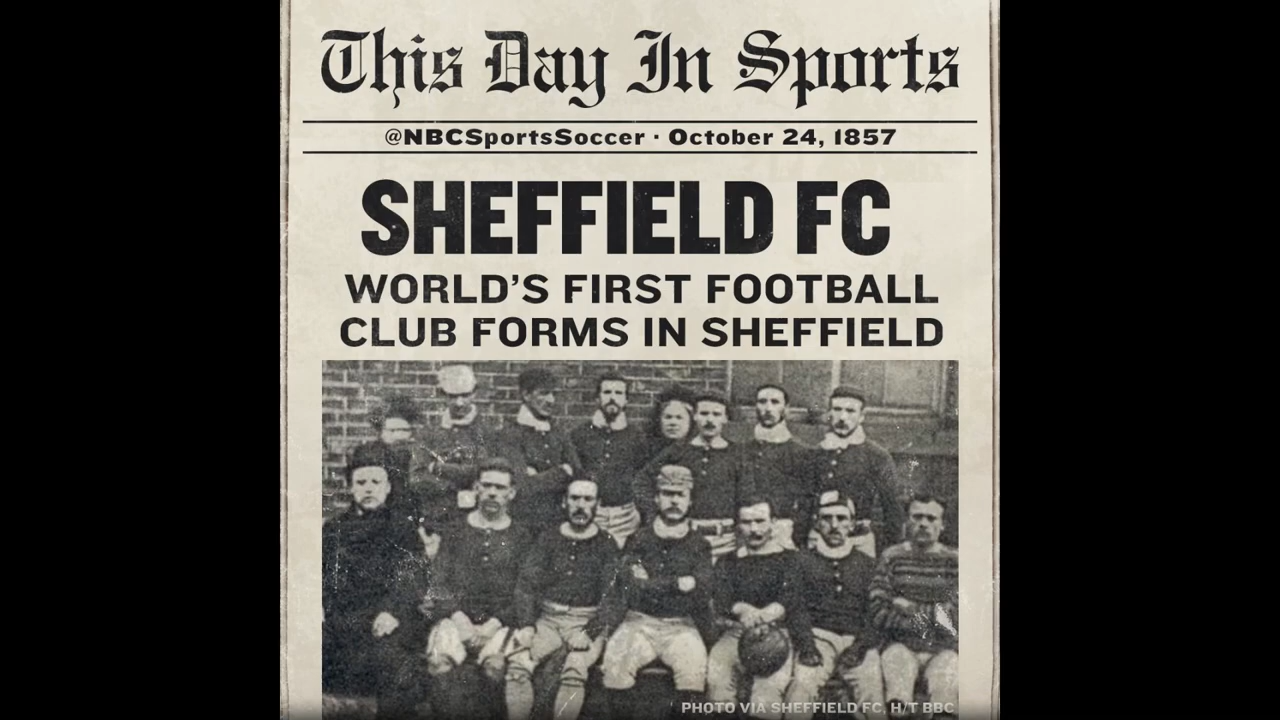 This Day In Sports
@NBCSportsSoccer · October 24, 1857
SHEFFIELD FC
WORLD'S FIRST FOOTBALL
CLUB FORMS IN SHEFFIELD
PHOTO VIA SHEFFIELD FC, H/T BBC